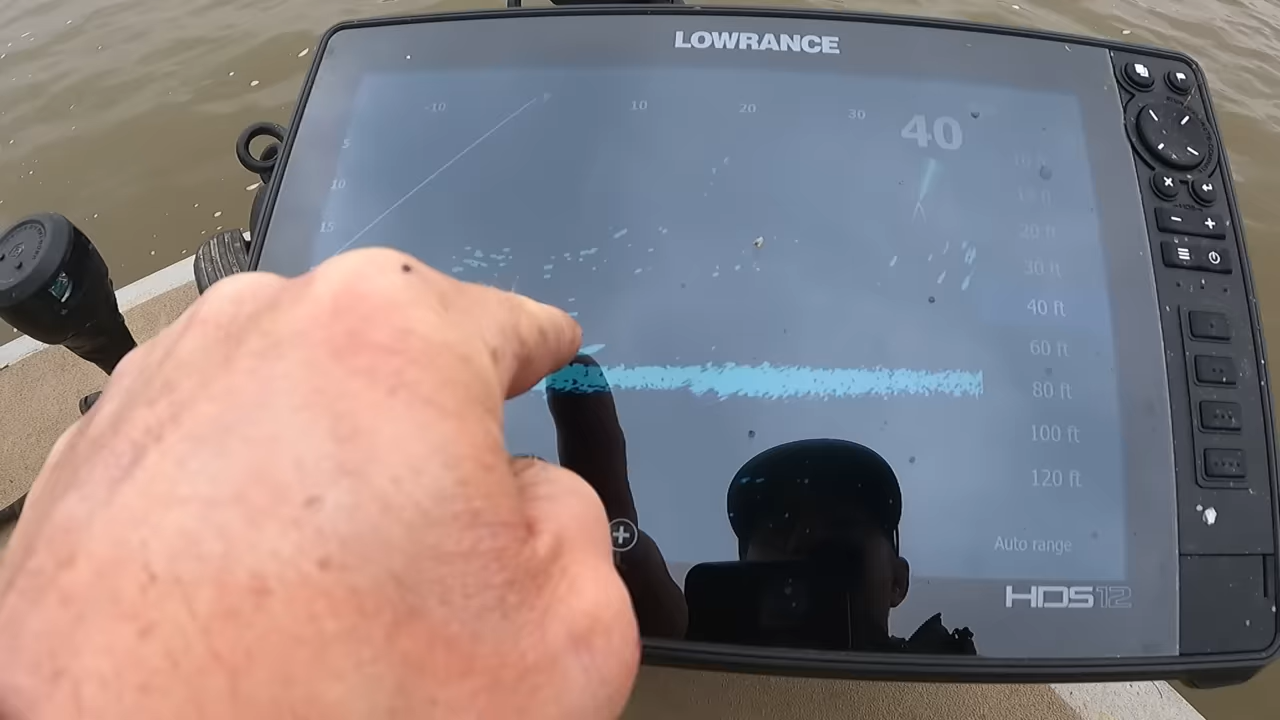 LOWRANCE
-10 10 20 30
40
5
10
15
20 ft
30 ft
40 ft
60 ft
80 ft
100 ft
120 ft
Auto range
HDS12